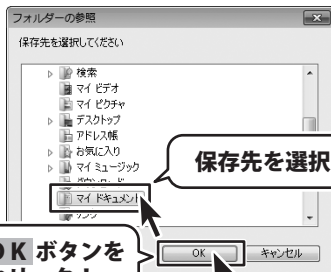 フォルダーの参照
保存先を選択してください
検索
マイ ビデオ
マイ ピクチャ
デスクトップ
アドレス帳
お気に入り
マイ ミュージック
マイ ドキュメント
保存先を選択
OK ボタンを
OK
キャンセル